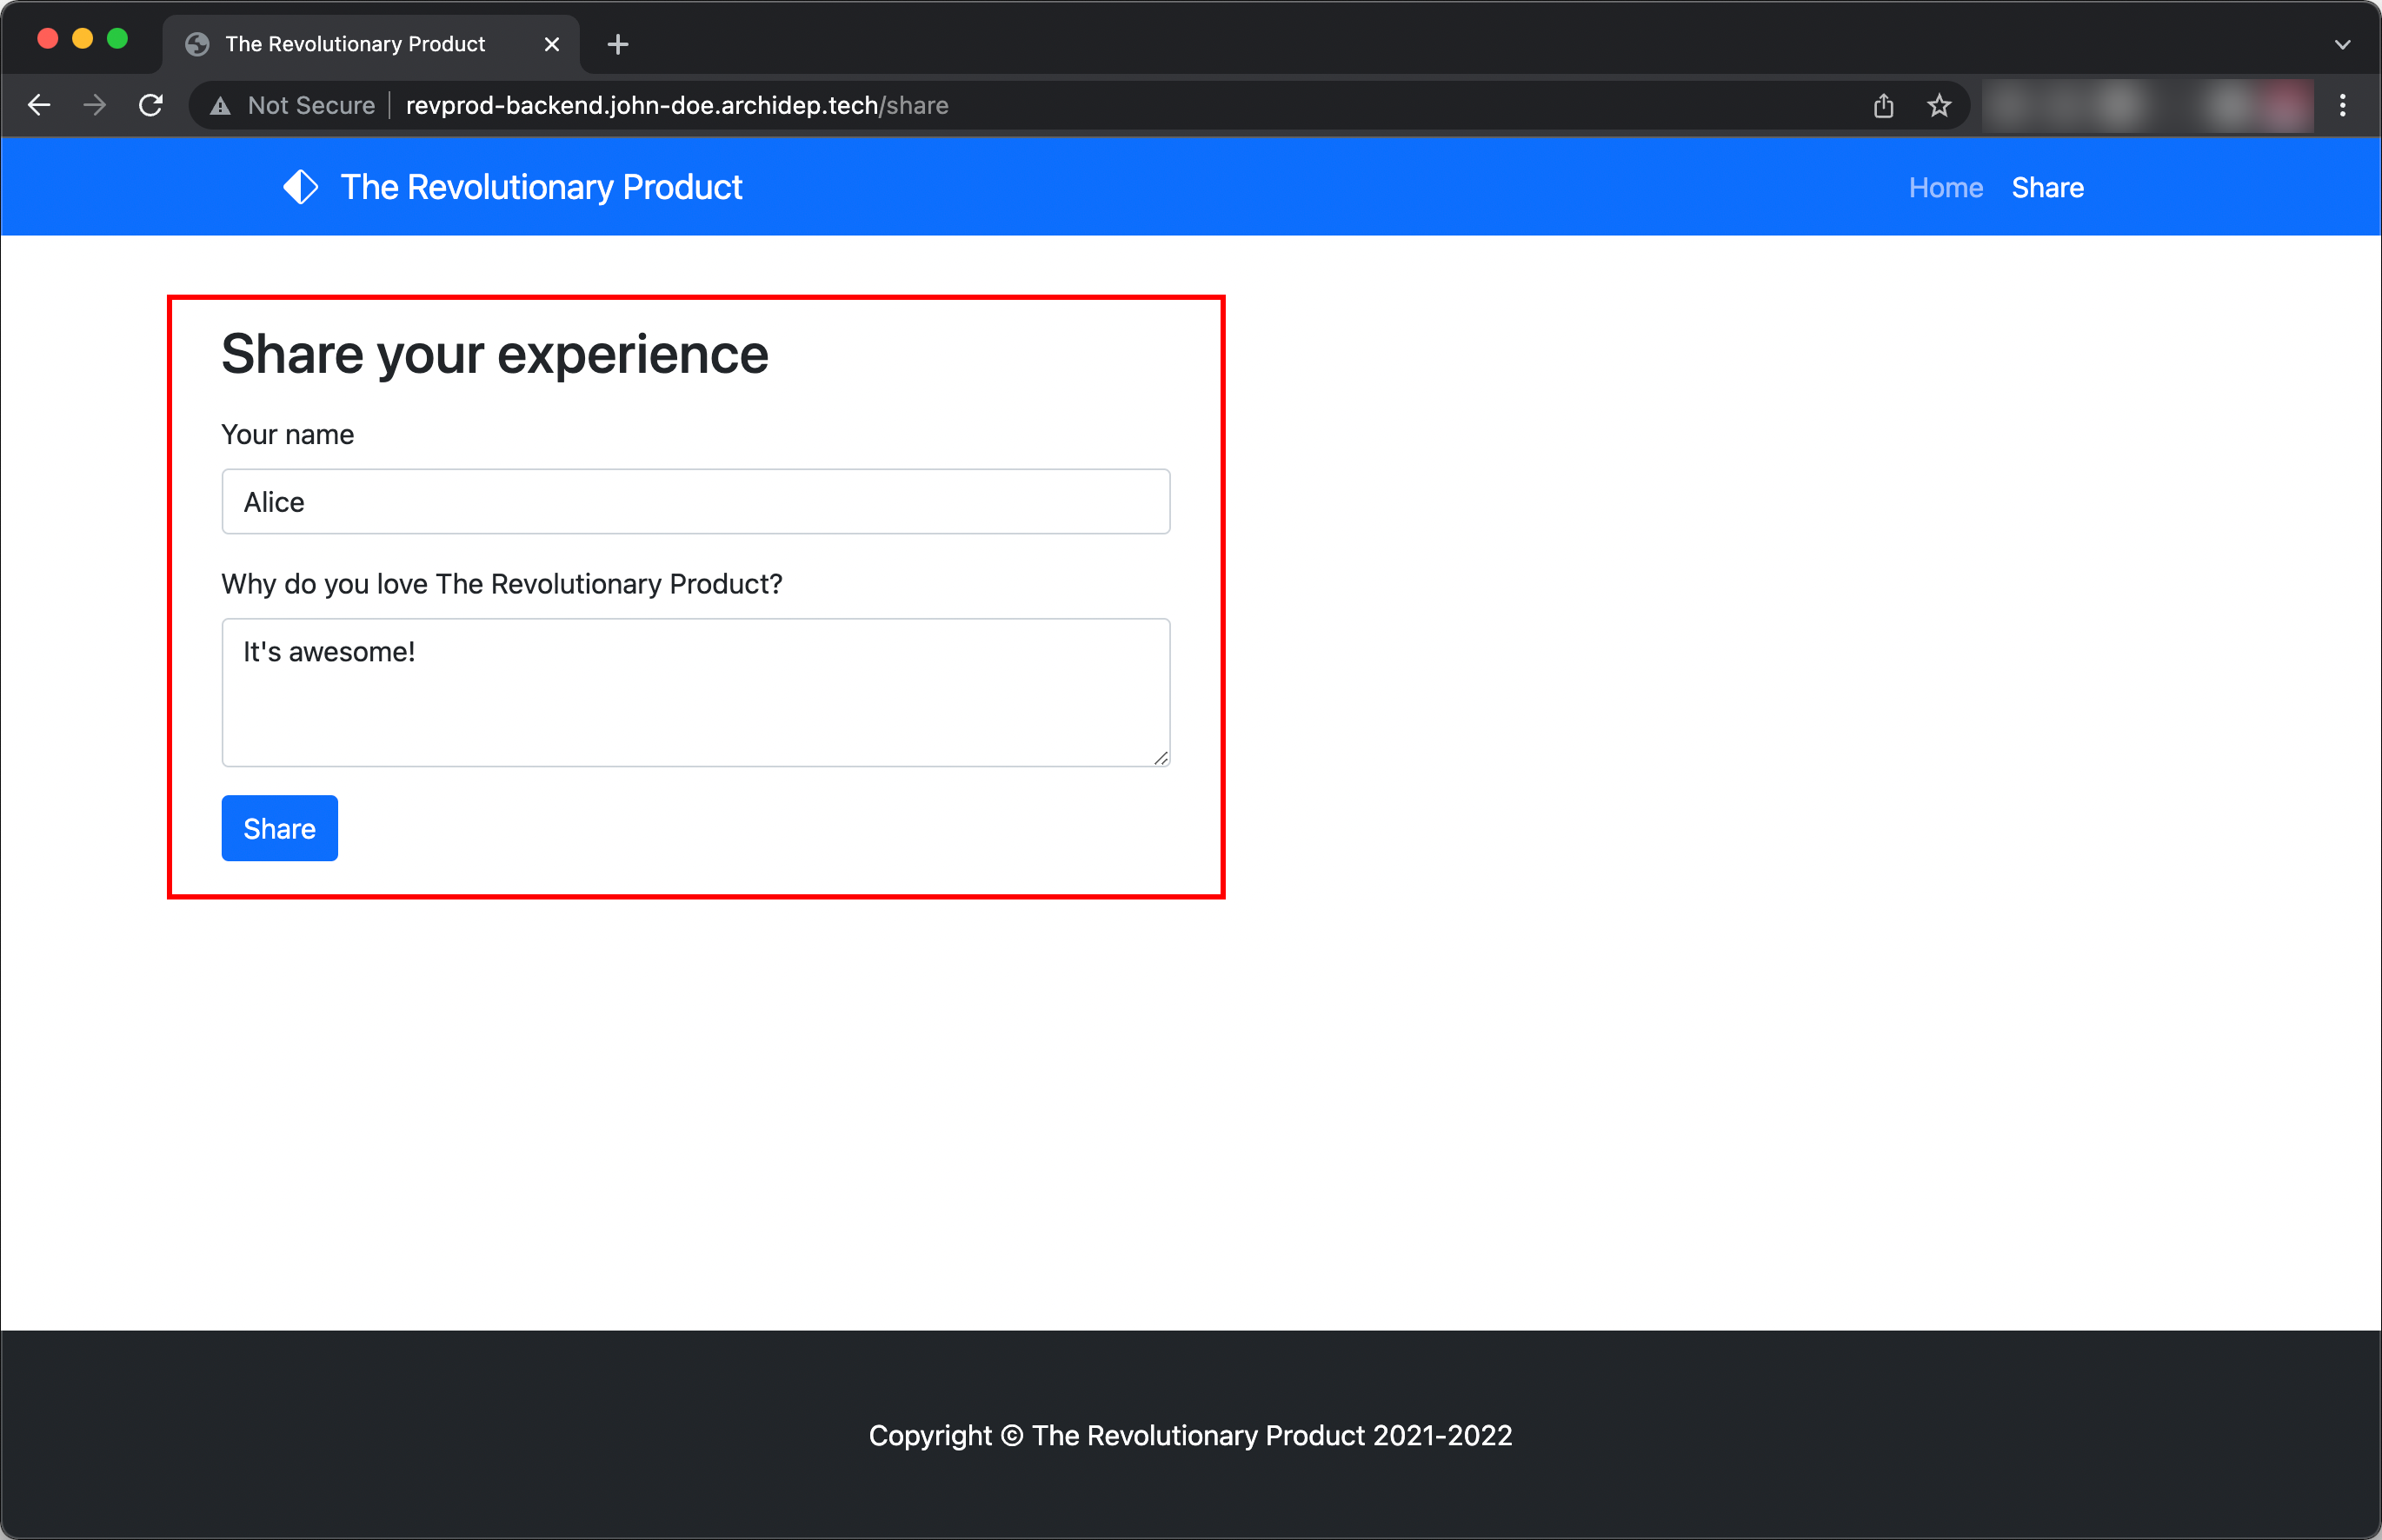 The Revolutionary Product
Not Secure revprod-backend.john-doe.archidep.tech/share
The Revolutionary Product Home Share
Share your experience
Your name
Alice
Why do you love The Revolutionary Product?
It's awesome!
Share
Copyright © The Revolutionary Product 2021-2022